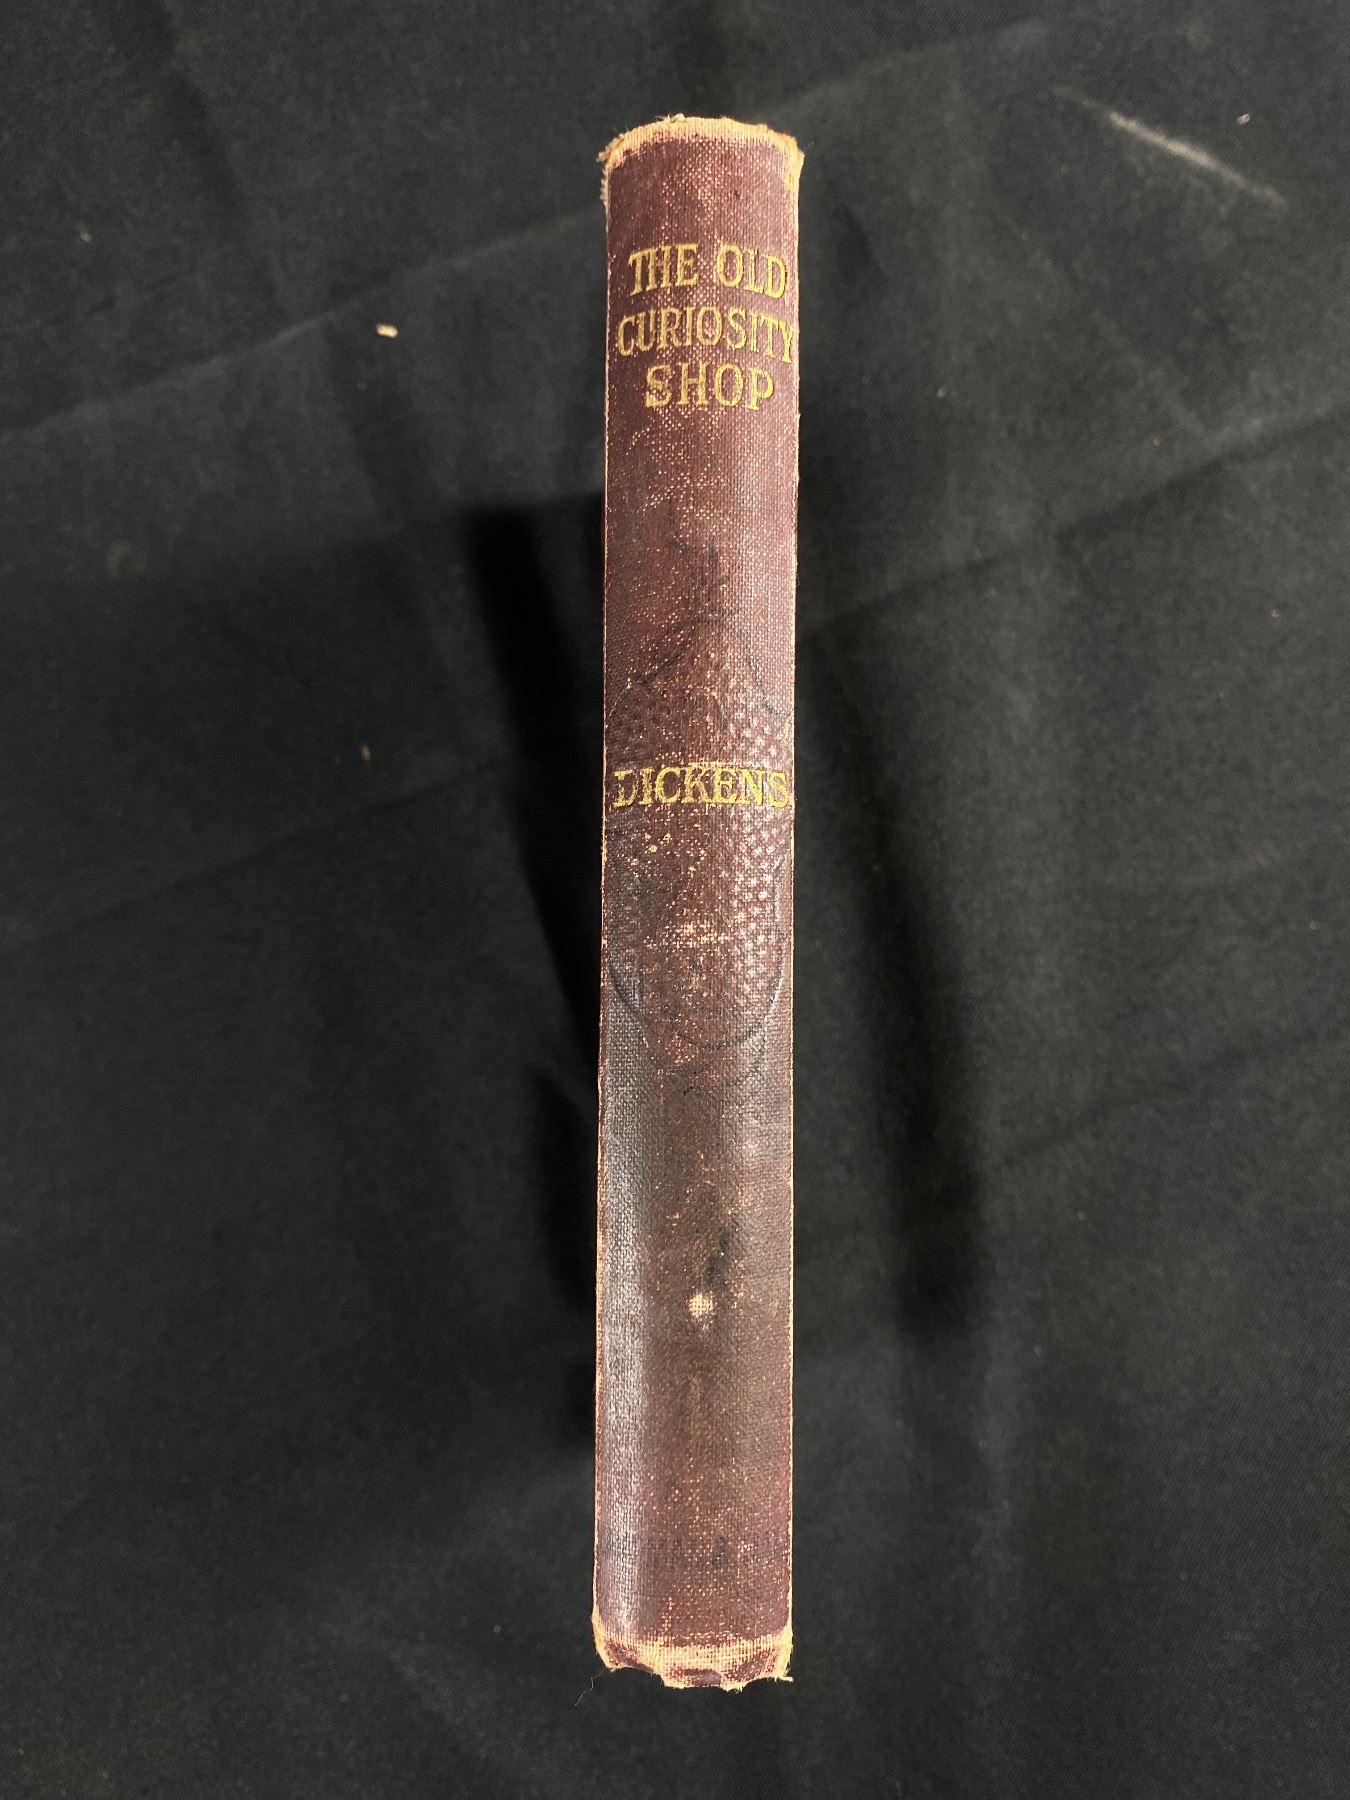 THE OLD
CURIOSITY
SHOP
DICKENS